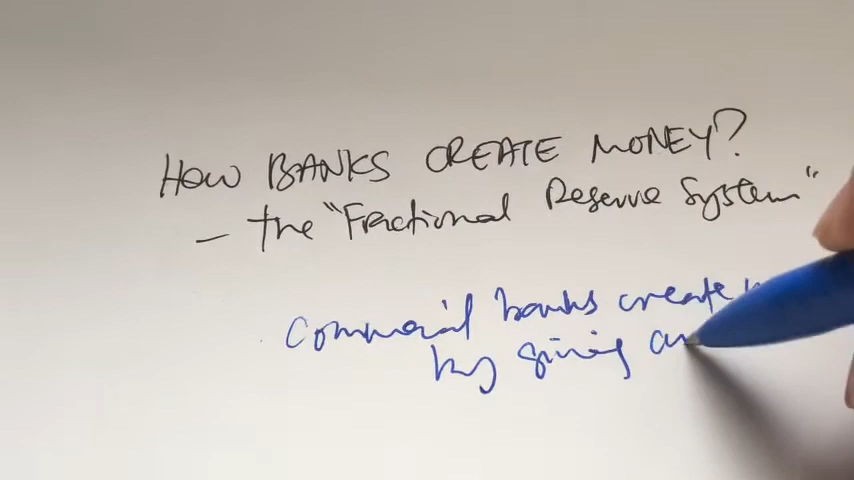 HOW BANKS CREATE MONEY?
- the "Fractional Reserve System"
Commercial banks create
by giving